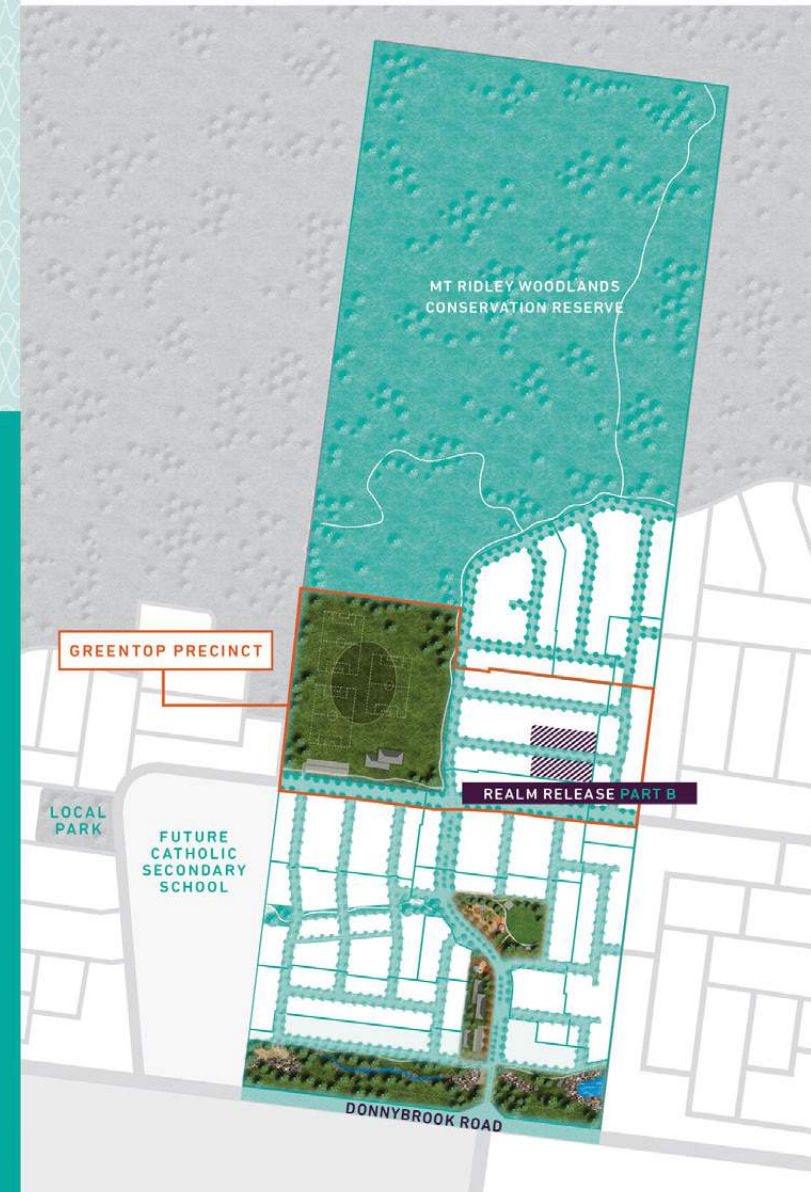 MT RIDLEY WOODLANDS
CONSERVATION RESERVE
GREENTOP PRECINCT
REALM RELEASE PART B
LOCAL
PARK
FUTURE
CATHOLIC
SECONDARY
SCHOOL
DONNYBROOK ROAD